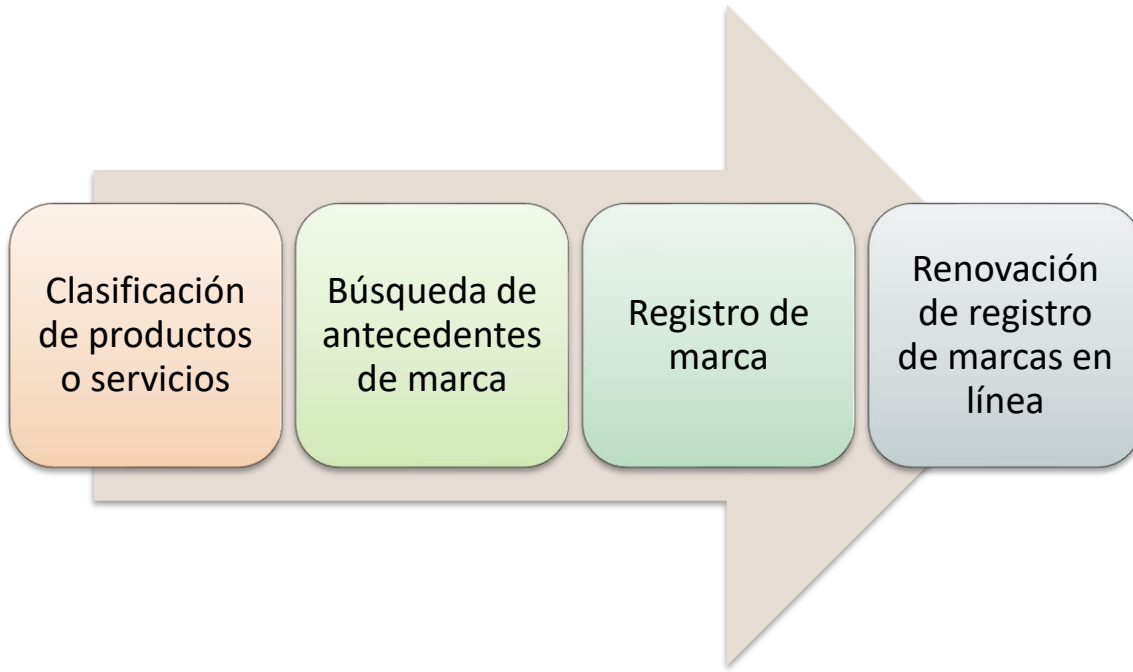 Clasificación
de productos
o servicios
Búsqueda de
antecedentes
de marca
Registro de
marca
Renovación
de registro
de marcas en
línea